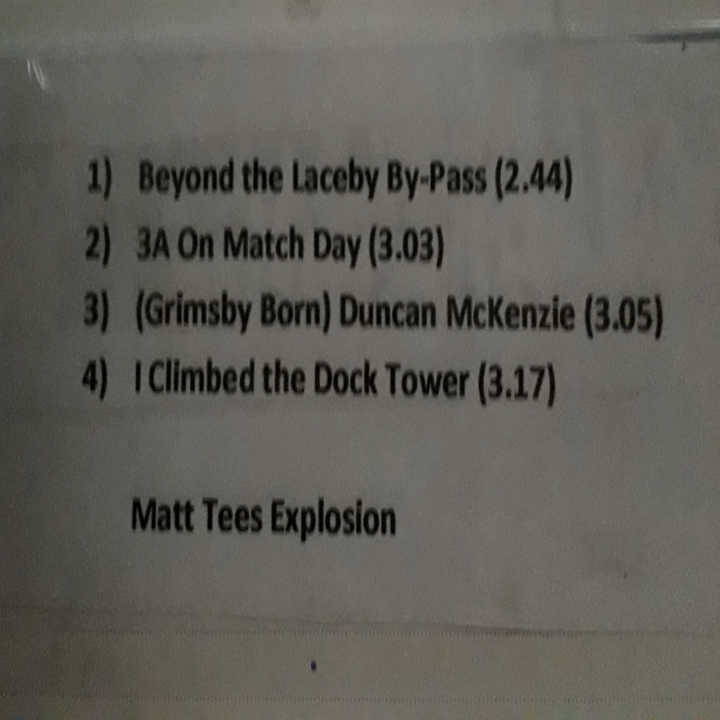 1) Beyond the Laceby By-Pass (2.44)
2) 3A On Match Day (3.03)
3) (Grimsby Born) Duncan McKenzie (3.05)
4) I Climbed the Dock Tower (3.17)
Matt Tees Explosion